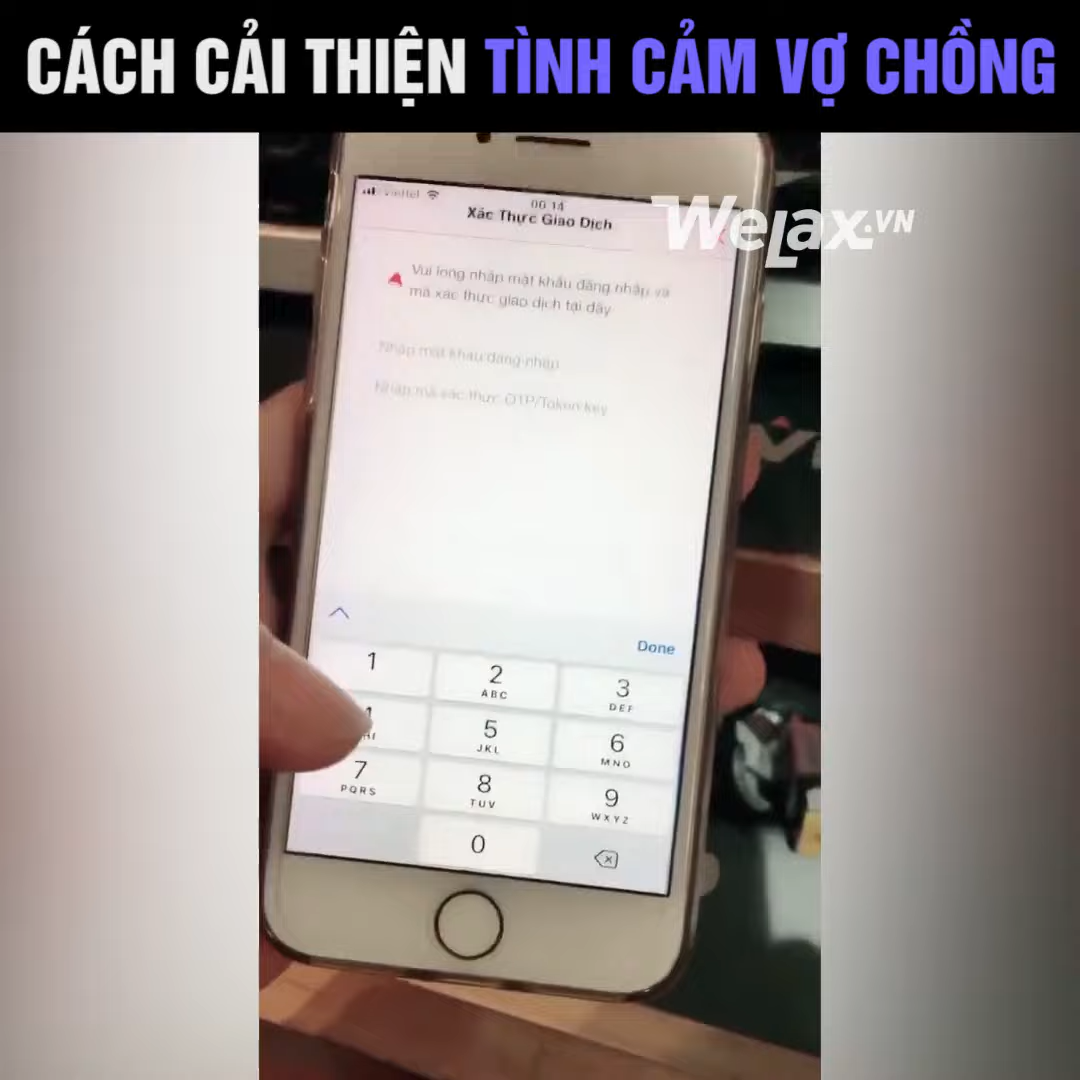 CÁCH CẢI THIỆN TÌNH CẢM VỢ CHỒNG
WeLax.VN
viettel
06 14
Xác Thực Giao Dịch
Vui lòng nhập mật khẩu đăng nhập và
mã xác thực giao dịch tại đây
Nhập mật khẩu đăng nhập
Nhập mã xác thực OTP/Token key
Done
1
2
ABC
3
DEF
5
JKL
6
MNO
7
PQRS
8
TUV
9
WXYZ
0